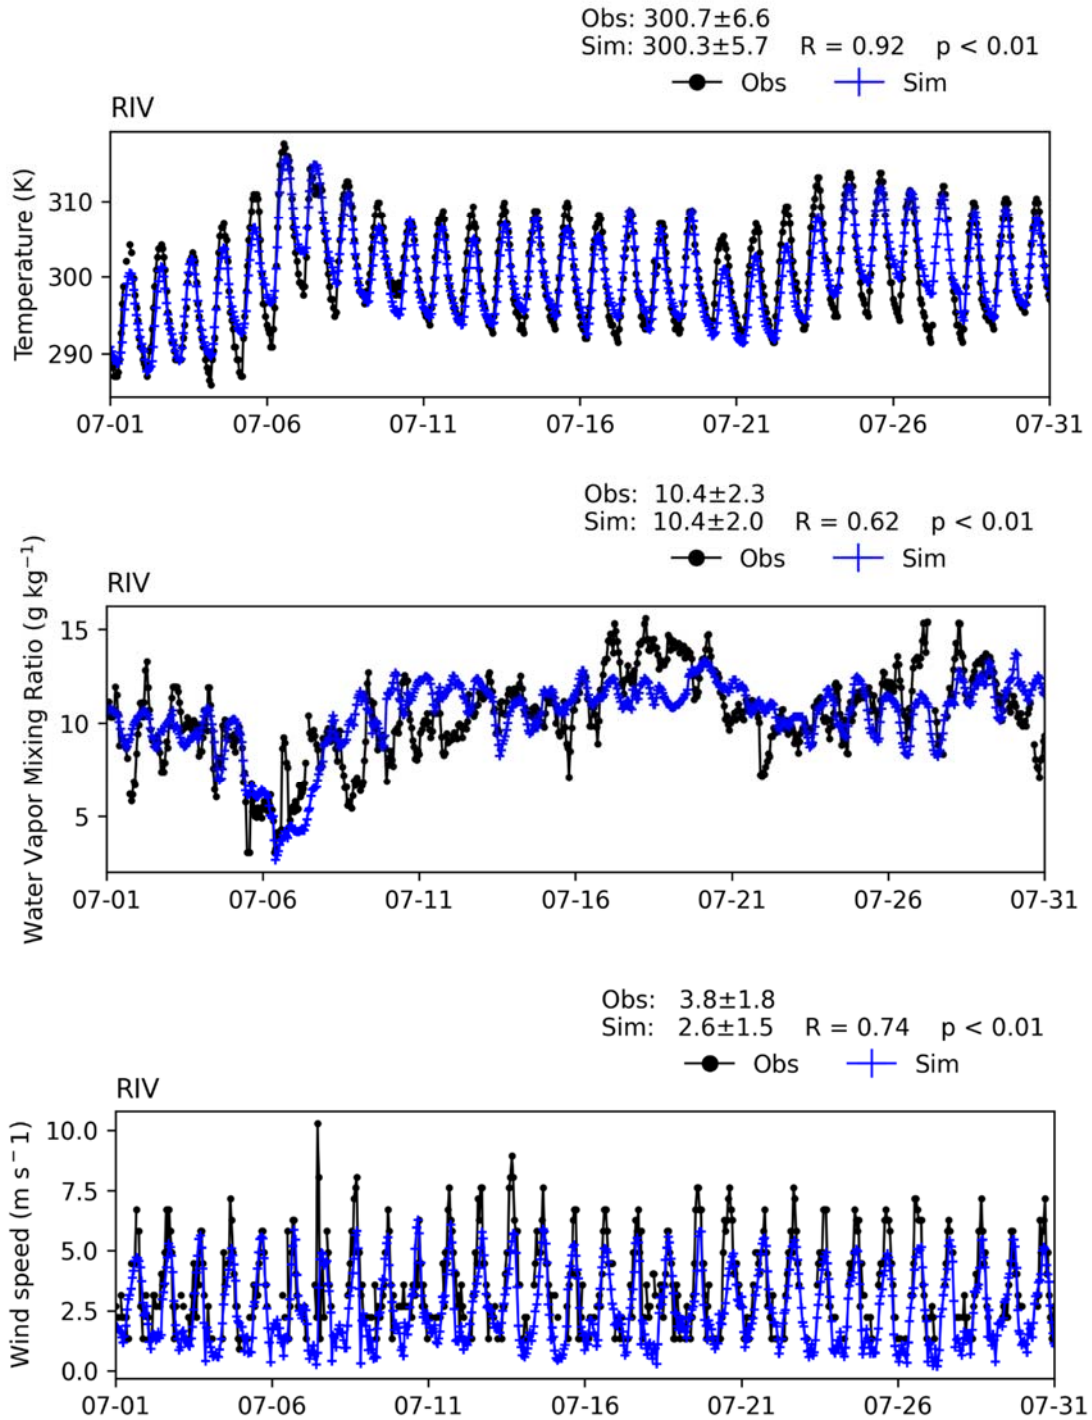 Obs: 300.7±6.6
Sim: 300.3±5.7 R = 0.92 p < 0.01
Obs Sim
RIV
Temperature (K)
310
300
290
07-01 07-06 07-11 07-16 07-21 07-26 07-31
Obs: 10.4±2.3
Sim: 10.4±2.0 R = 0.62 p < 0.01
Obs Sim
RIV
Water Vapor Mixing Ratio (g kg⁻¹)
15
10
5
07-01 07-06 07-11 07-16 07-21 07-26 07-31
Obs: 3.8±1.8
Sim: 2.6±1.5 R = 0.74 p < 0.01
Obs Sim
RIV
Wind speed (m s⁻1)
10.0
7.5
5.0
2.5
0.0
07-01 07-06 07-11 07-16 07-21 07-26 07-31